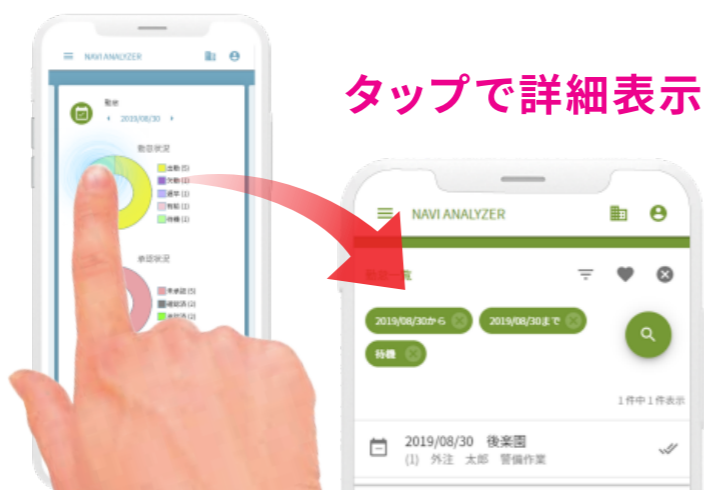 タップで詳細表示
NAVI ANALYZER
勤怠
2019/08/30
勤怠状況
出勤 (5)
欠勤 (1)
遅早 (1)
有給 (1)
待機 (1)
承認状況
未承認 (5)
確認済 (2)
NAVI ANALYZER
覧
2019/08/30から
2019/08/30まで
待機
1件中1件表示
2019/08/30 後楽園
(1) 外注 太郎 警備作業